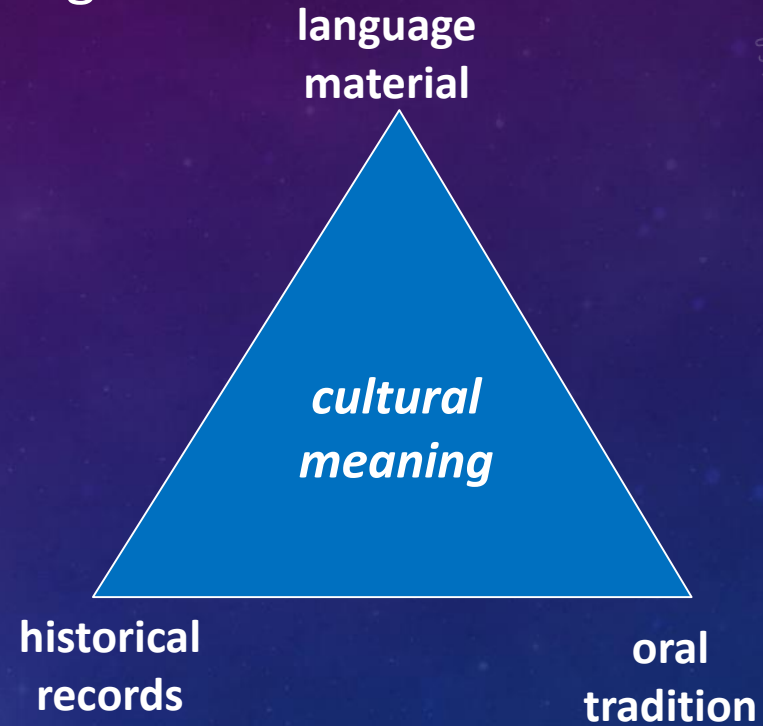 language
material
cultural
meaning
historical
records
oral
tradition